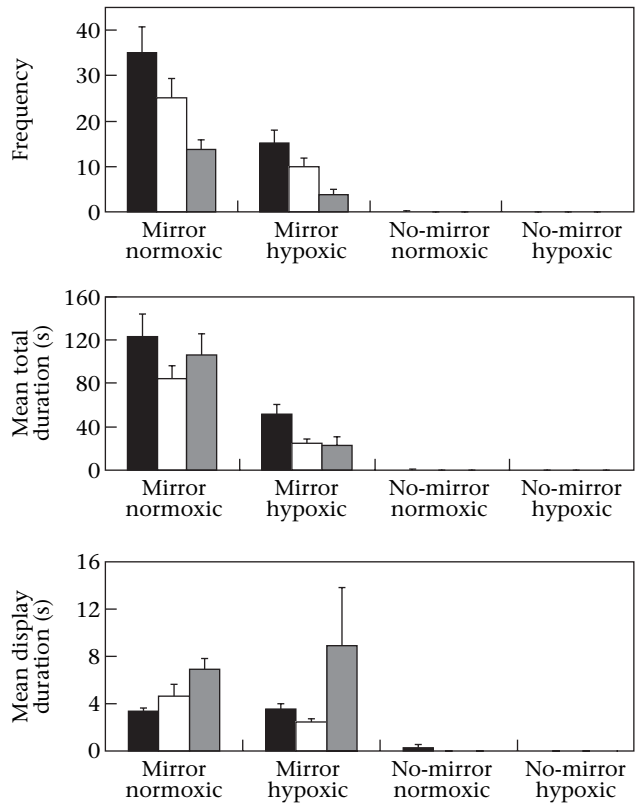 Frequency
40
30
20
10
0
Mirror normoxic
Mirror hypoxic
No-mirror normoxic
No-mirror hypoxic
Mean total duration (s)
160
120
80
40
0
Mirror normoxic
Mirror hypoxic
No-mirror normoxic
No-mirror hypoxic
Mean display duration (s)
16
12
8
4
0
Mirror normoxic
Mirror hypoxic
No-mirror normoxic
No-mirror hypoxic